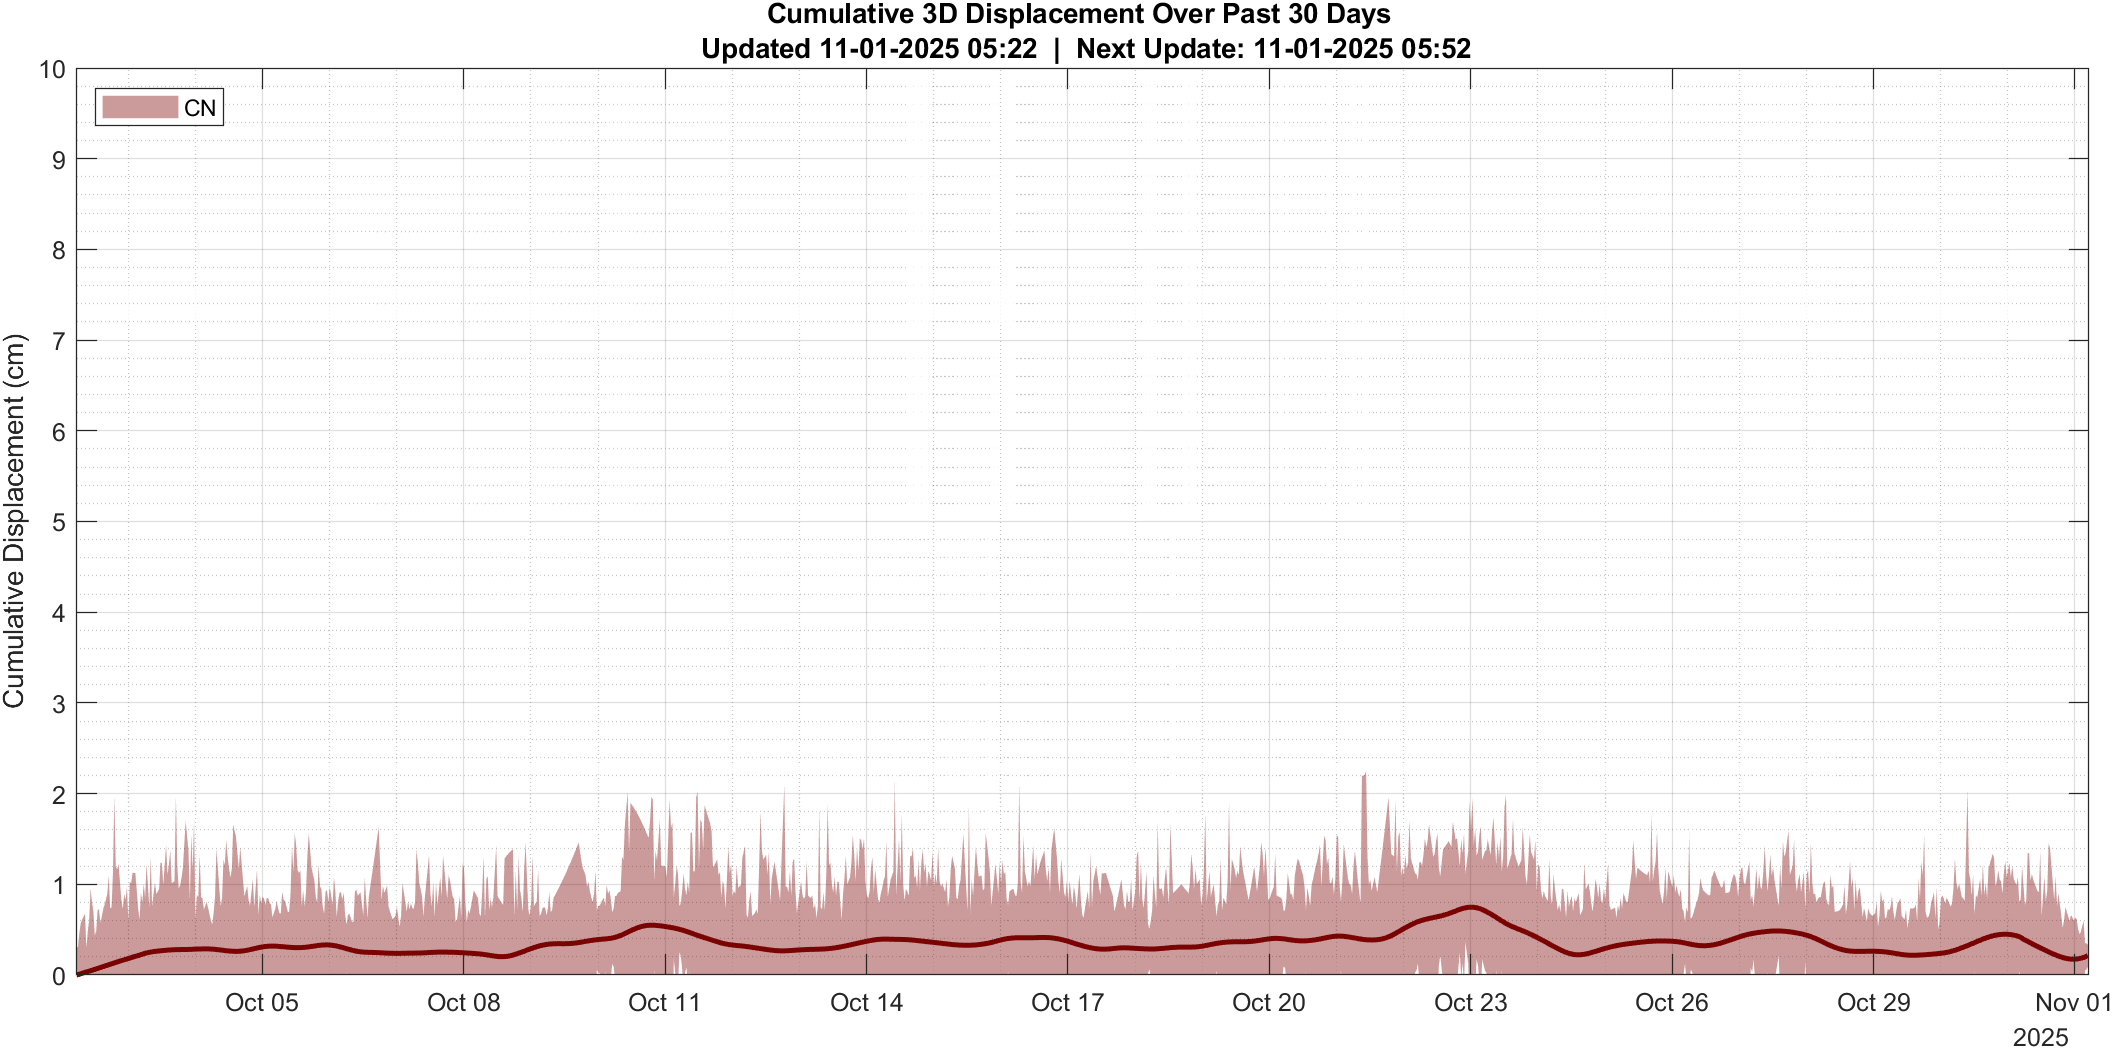 Cumulative 3D Displacement Over Past 30 Days
Updated 11-01-2025 05:22 | Next Update: 11-01-2025 05:52
CN
Cumulative Displacement (cm)
10
9
8
7
6
5
4
3
2
1
0
Oct 05 Oct 08 Oct 11 Oct 14 Oct 17 Oct 20 Oct 23 Oct 26 Oct 29 Nov 01
2025